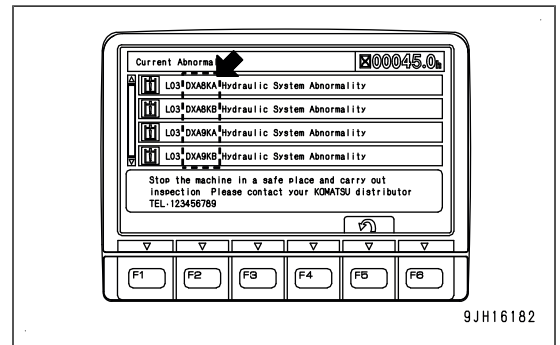 Current Abnorma
00045.0h
L03 DXA8KA Hydraulic System Abnormality
L03 DXA8KB Hydraulic System Abnormality
L03 DXA9KA Hydraulic System Abnormality
L03 DXA9KB Hydraulic System Abnormality
Stop the machine in a safe place and carry out
inspection Please contact your KOMATSU distributor
TEL.123456789
F1 F2 F3 F4 F5 F6
9JH16182